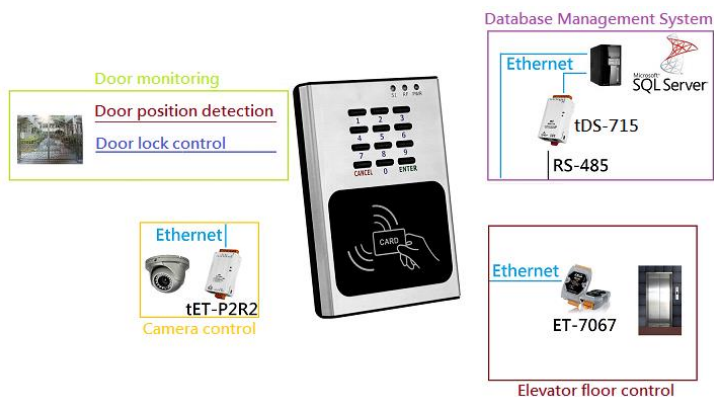 Database Management System
Ethernet
Microsoft
SQL Server
tDS-715
RS-485
Door monitoring
Door position detection
Door lock control
1 2 3
4 5 6
7 8 9
CANCEL 0 ENTER
CARD
Ethernet
tET-P2R2
Camera control
Ethernet
ET-7067
Elevator floor control